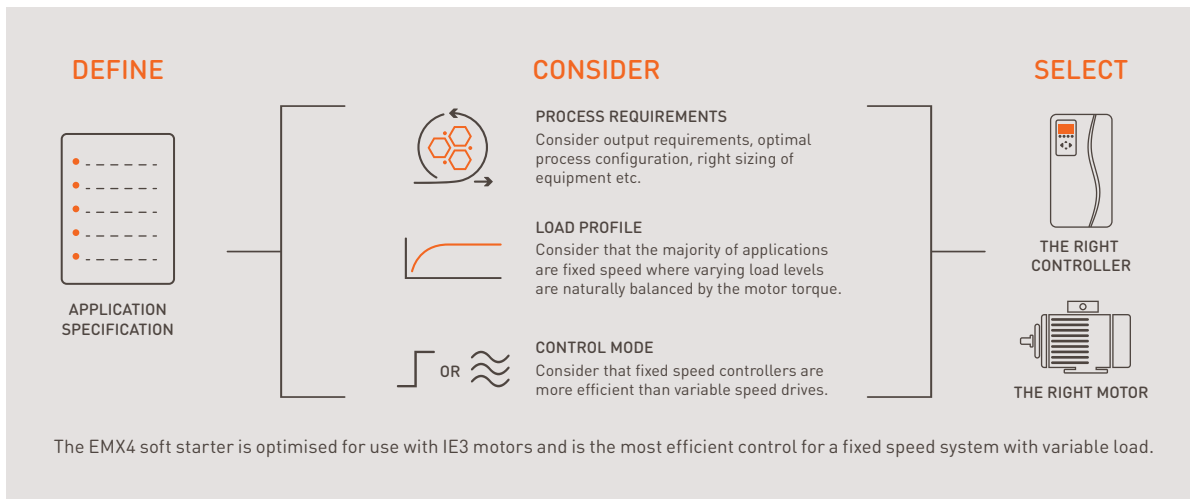 DEFINE
APPLICATION
SPECIFICATION
CONSIDER
PROCESS REQUIREMENTS
Consider output requirements, optimal
process configuration, right sizing of
equipment etc.
LOAD PROFILE
Consider that the majority of applications
are fixed speed where varying load levels
are naturally balanced by the motor torque.
OR
CONTROL MODE
Consider that fixed speed controllers are
more efficient than variable speed drives.
SELECT
THE RIGHT
CONTROLLER
THE RIGHT MOTOR
The EMX4 soft starter is optimised for use with IE3 motors and is the most efficient control for a fixed speed system with variable load.